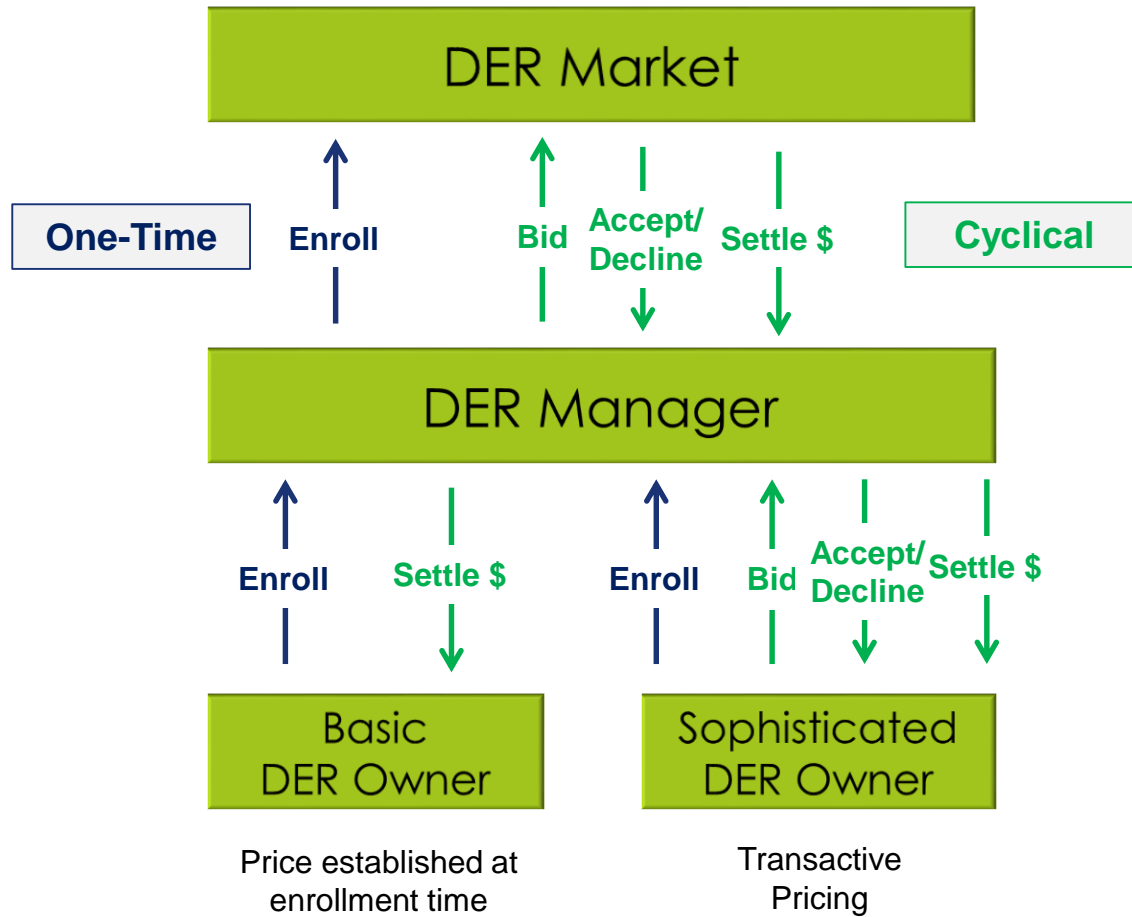 DER Market
One-Time
Enroll
Bid
Accept/
Decline
Settle $
Cyclical
DER Manager
Enroll
Settle $
Enroll
Bid
Accept/
Decline
Settle $
Basic
DER Owner
Sophisticated
DER Owner
Price established at
enrollment time
Transactive
Pricing